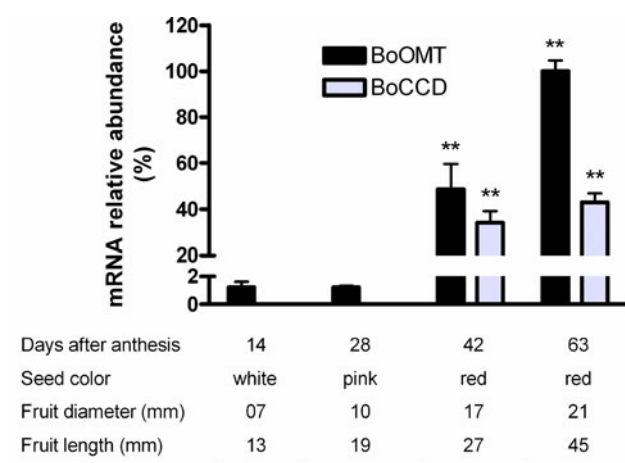 120
100
80
60
40
20
2
0
mRNA relative abundance
(%)
BoOMT
BoCCD
**
**
**
**
Days after anthesis 14 28 42 63
Seed color white pink red red
Fruit diameter (mm) 07 10 17 21
Fruit length (mm) 13 19 27 45